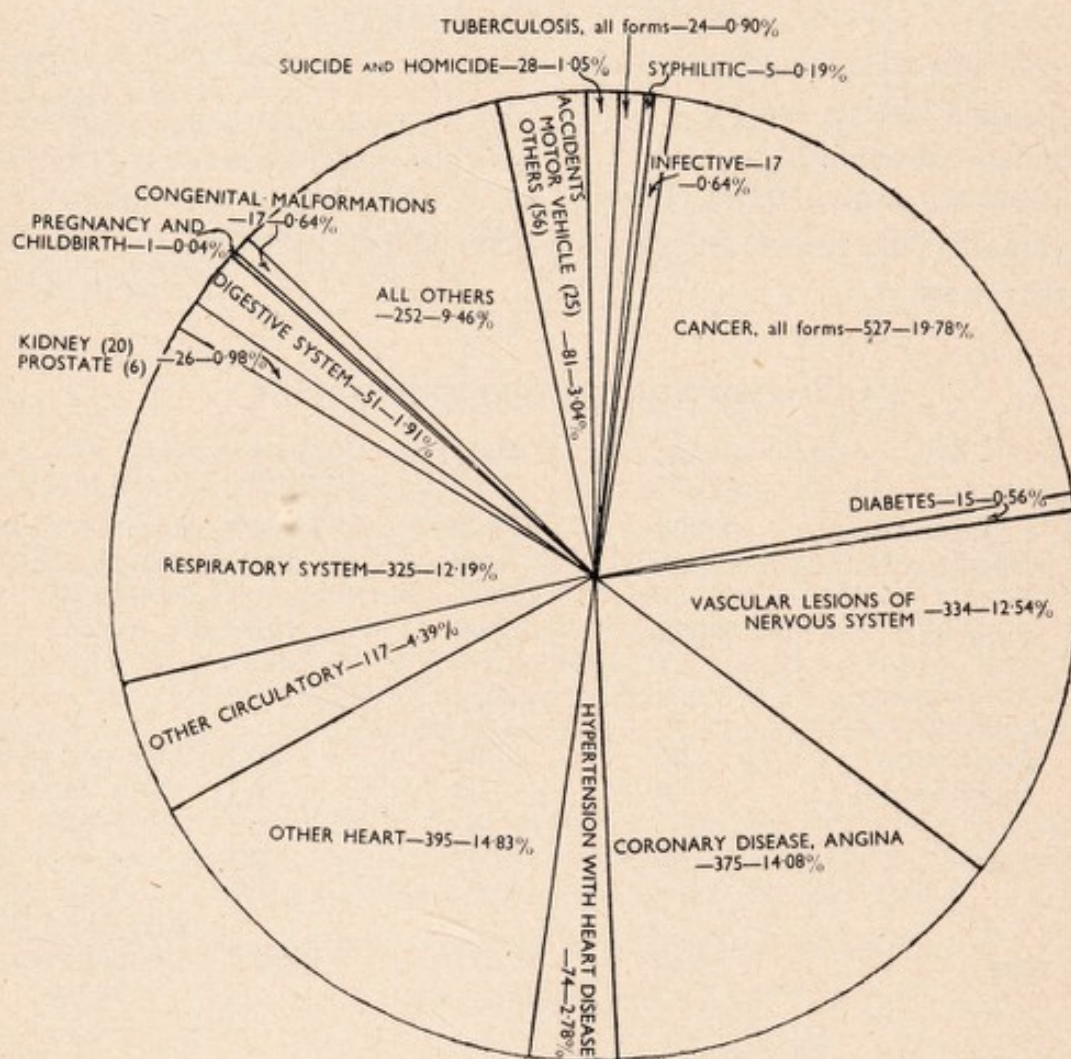 TUBERCULOSIS, all forms—24—0·90%
SUICIDE AND HOMICIDE—28—1·05%
SYPHILITIC—5—0·19%
ACCIDENTS
MOTOR VEHICLE (25) —81—3·04%
OTHERS (56)
INFECTIVE—17
—0·64%
CONGENITAL MALFORMATIONS
—17—0·64%
PREGNANCY AND
CHILDBIRTH—1—0·04%
DIGESTIVE SYSTEM—51—1·91%
ALL OTHERS
—252—9·46%
CANCER, all forms—527—19·78%
KIDNEY (20)
PROSTATE (6) —26—0·98%
DIABETES—15—0·56%
RESPIRATORY SYSTEM—325—12·19%
VASCULAR LESIONS OF
NERVOUS SYSTEM —334—12·54%
OTHER CIRCULATORY—117—4·39%
HYPERTENSION WITH HEART DISEASE
—74—2·78%
OTHER HEART—395—14·83%
CORONARY DISEASE, ANGINA
—375—14·08%